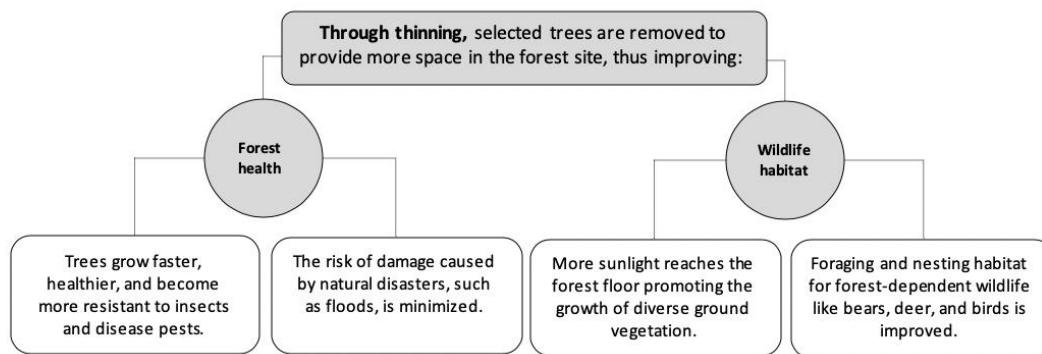 Through thinning, selected trees are removed to
provide more space in the forest site, thus improving:
Forest
health
Wildlife
habitat
Trees grow faster,
healthier, and become
more resistant to insects
and disease pests.
The risk of damage caused
by natural disasters, such
as floods, is minimized.
More sunlight reaches the
forest floor promoting the
growth of diverse ground
vegetation.
Foraging and nesting habitat
for forest-dependent wildlife
like bears, deer, and birds is
improved.